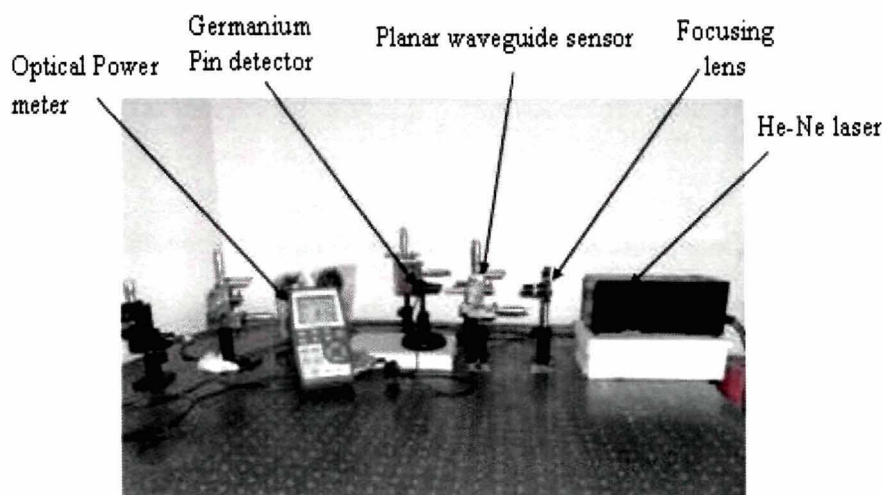 Optical Power
meter
Germanium
Pin detector
Planar waveguide sensor
Focusing
lens
He-Ne laser